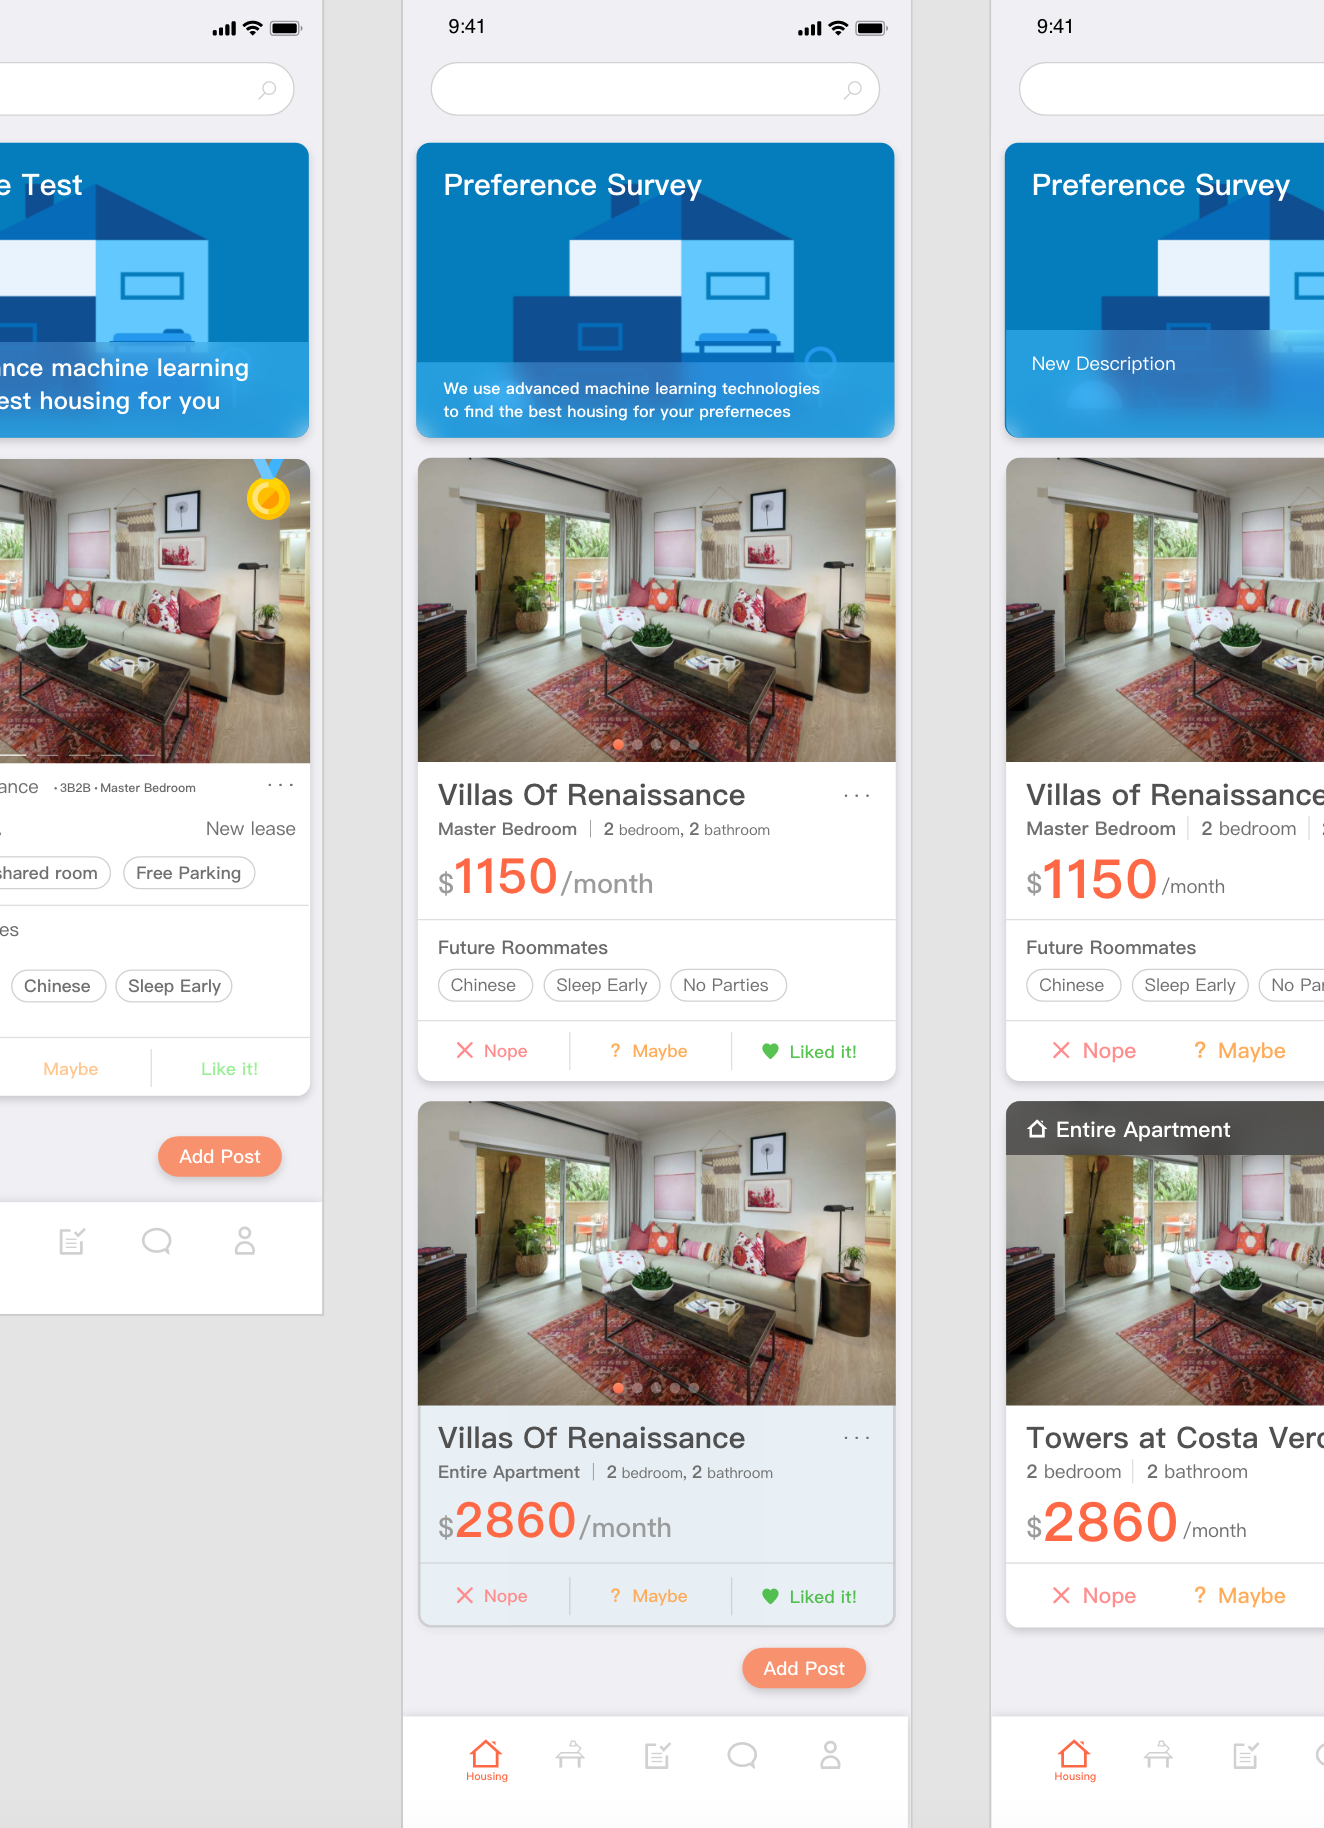 e Test
nce machine learning
est housing for you
ance · 3B2B · Master Bedroom ...
New lease
shared room Free Parking
es
Chinese Sleep Early
Maybe Like it!
Add Post
9:41
Preference Survey
We use advanced machine learning technologies
to find the best housing for your preferneces
Villas Of Renaissance ...
Master Bedroom | 2 bedroom, 2 bathroom
$1150/month
Future Roommates
Chinese Sleep Early No Parties
Nope ? Maybe Liked it!
Villas Of Renaissance ...
Entire Apartment | 2 bedroom, 2 bathroom
$2860/month
Nope ? Maybe Liked it!
Add Post
Housing
9:41
Preference Survey
New Description
Villas of Renaissance
Master Bedroom | 2 bedroom |
$1150/month
Future Roommates
Chinese Sleep Early No Par
Nope ? Maybe
Entire Apartment
Towers at Costa Verd
2 bedroom | 2 bathroom
$2860/month
Nope ? Maybe
Housing